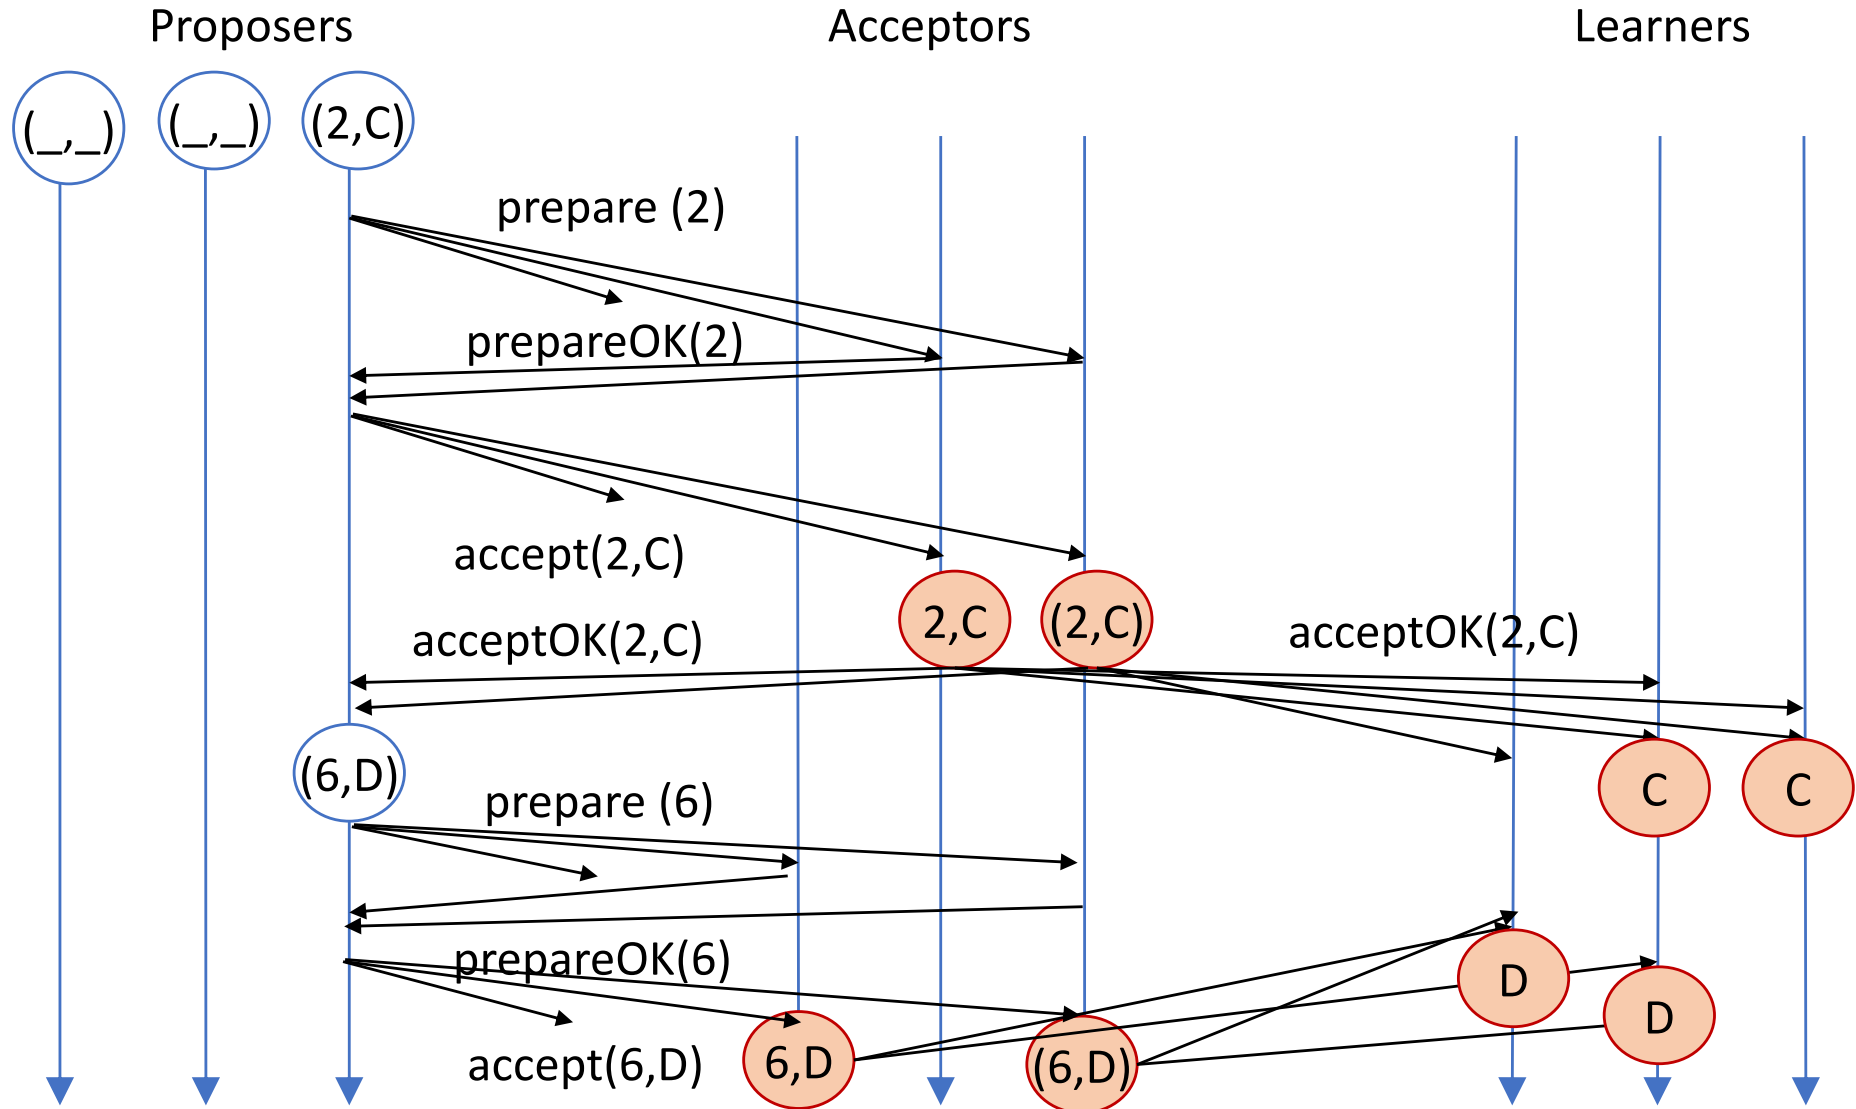 Proposers
Acceptors
Learners
(_,_)
(_,_)
(2,C)
prepare (2)
prepareOK(2)
accept(2,C)
2,C
(2,C)
acceptOK(2,C)
acceptOK(2,C)
(6,D)
C
C
prepare (6)
prepareOK(6)
D
D
accept(6,D)
6,D
(6,D)